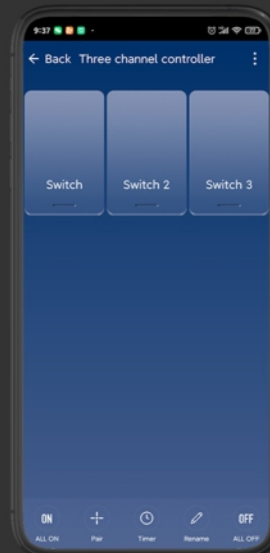 9:37
← Back Three channel controller
Switch Switch 2 Switch 3
ON OFF
ALL ON Pair Timer Rename ALL OFF